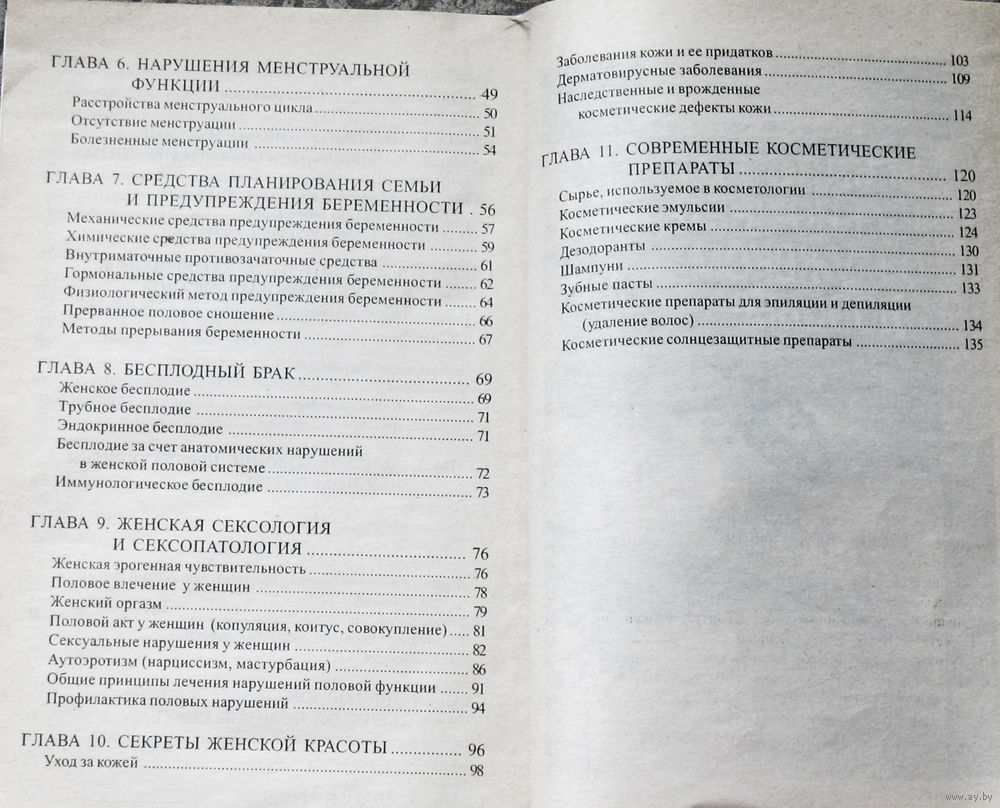 ГЛАВА 6. НАРУШЕНИЯ МЕНСТРУАЛЬНОЙ
ФУНКЦИИ ........ 49
Расстройства менструального цикла ........ 50
Отсутствие менструации ........ 51
Болезненные менструации ........ 54
ГЛАВА 7. СРЕДСТВА ПЛАНИРОВАНИЯ СЕМЬИ
И ПРЕДУПРЕЖДЕНИЯ БЕРЕМЕННОСТИ . 56
Механические средства предупреждения беременности ........ 57
Химические средства предупреждения беременности ........ 59
Внутриматочные противозачаточные средства ........ 61
Гормональные средства предупреждения беременности ........ 62
Физиологический метод предупреждения беременности ........ 64
Прерванное половое сношение ........ 66
Методы прерывания беременности ........ 67
ГЛАВА 8. БЕСПЛОДНЫЙ БРАК ........ 69
Женское бесплодие ........ 69
Трубное бесплодие ........ 71
Эндокринное бесплодие ........ 71
Бесплодие за счет анатомических нарушений
в женской половой системе ........ 72
Иммунологическое бесплодие ........ 73
ГЛАВА 9. ЖЕНСКАЯ СЕКСОЛОГИЯ
И СЕКСОПАТОЛОГИЯ ........ 76
Женская эрогенная чувствительность ........ 76
Половое влечение у женщин ........ 78
Женский оргазм ........ 79
Половой акт у женщин (копуляция, коитус, совокупление) ..... 81
Сексуальные нарушения у женщин ........ 82
Аутоэротизм (нарциссизм, мастурбация) ........ 86
Общие принципы лечения нарушений половой функции ........ 91
Профилактика половых нарушений ........ 94
ГЛАВА 10. СЕКРЕТЫ ЖЕНСКОЙ КРАСОТЫ ........ 96
Уход за кожей ........ 98
Заболевания кожи и ее придатков ........ 103
Дерматовирусные заболевания ........ 109
Наследственные и врожденные
косметические дефекты кожи ........ 114
ГЛАВА 11. СОВРЕМЕННЫЕ КОСМЕТИЧЕСКИЕ
ПРЕПАРАТЫ ........ 120
Сырье, используемое в косметологии ........ 120
Косметические эмульсии ........ 123
Косметические кремы ........ 124
Дезодоранты ........ 130
Шампуни ........ 131
Зубные пасты ........ 133
Косметические препараты для эпиляции и депиляции
(удаление волос) ........ 134
Косметические солнцезащитные препараты ........ 135
www.ay.by